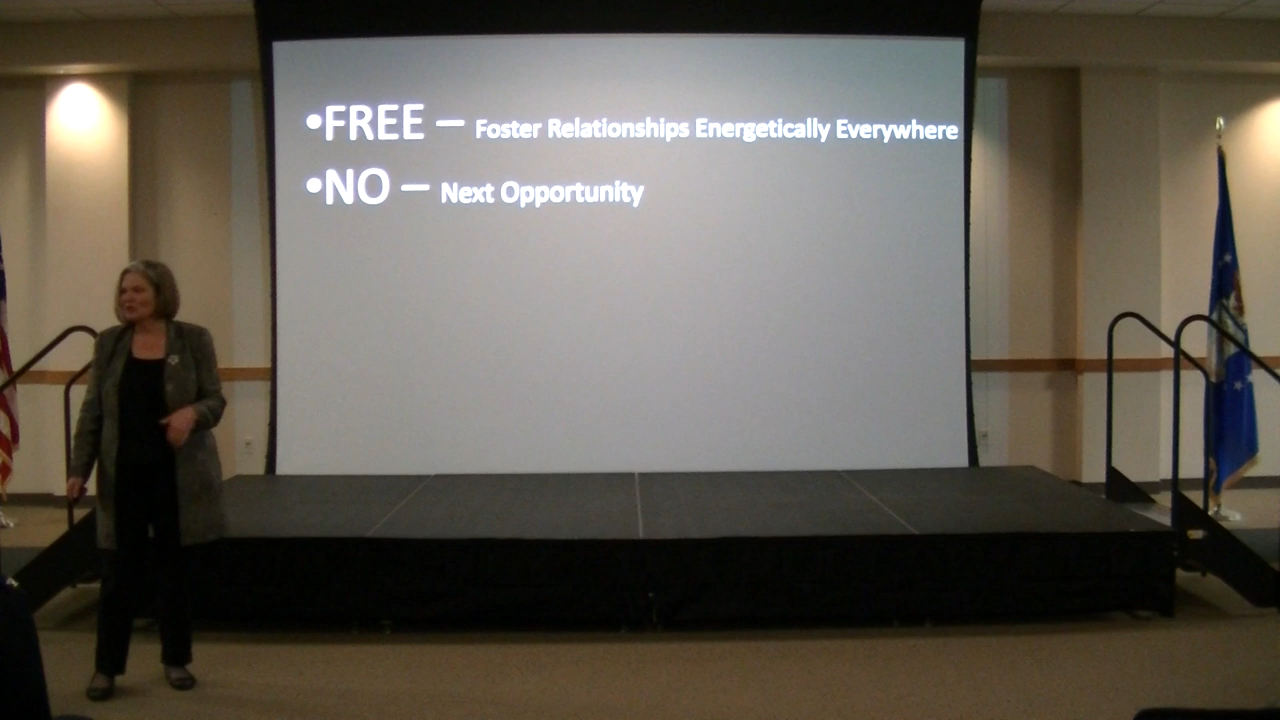 •FREE – Foster Relationships Energetically Everywhere
•NO – Next Opportunity